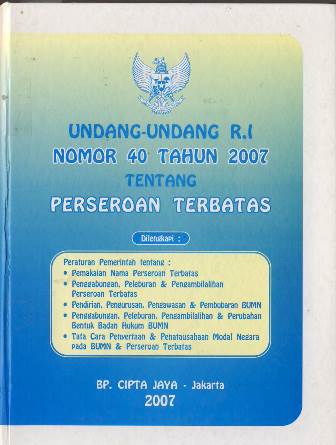 UNDANG-UNDANG R.I
NOMOR 40 TAHUN 2007
TENTANG
PERSEROAN TERBATAS
Dilengkapi :
Peraturan Pemerintah tentang :
• Pemakaian Nama Perseroan Terbatas
• Penggabungan, Peleburan & Pengambilalihan
Perseroan Terbatas
• Pendirian, Pengurusan, Pengawasan & Pembubaran BUMN
• Penggabungan, Peleburan, Pengambilalihan & Perubahan
Bentuk Badan Hukum BUMN
• Tata Cara Penyertaan & Penatausahaan Modal Negara
pada BUMN & Perseroan Terbatas
BP. CIPTA JAYA - Jakarta
2007